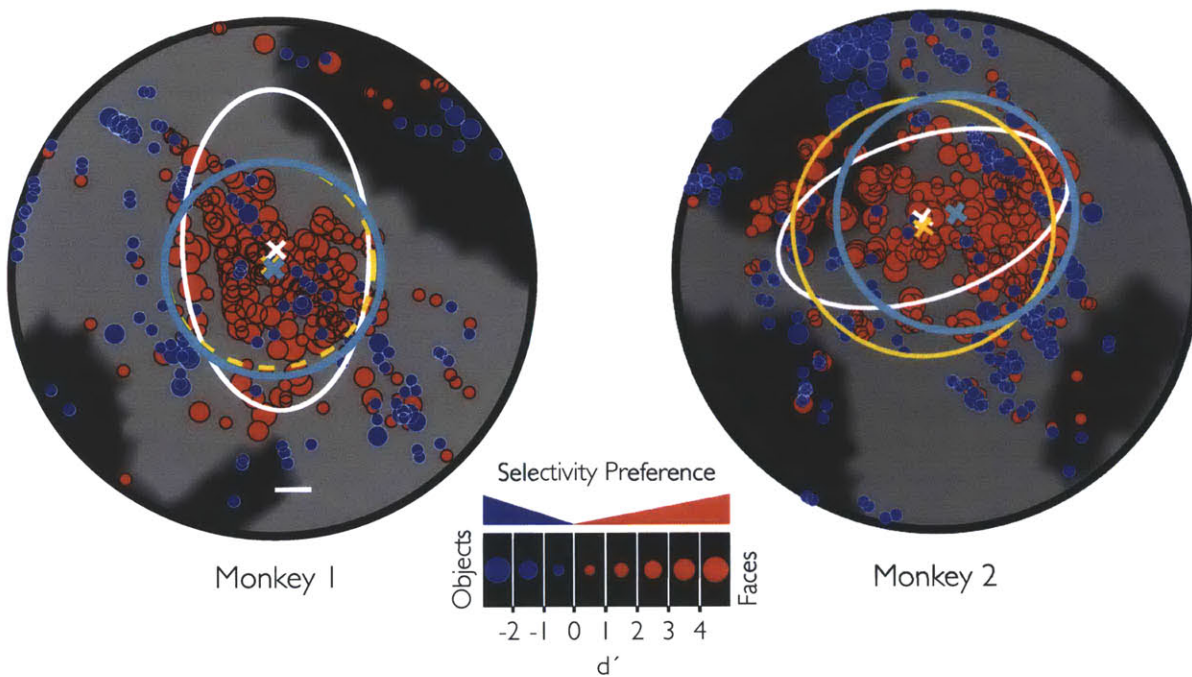 Monkey 1
Monkey 2
Selectivity Preference
Objects
Faces
-2 -1 0 1 2 3 4
d´